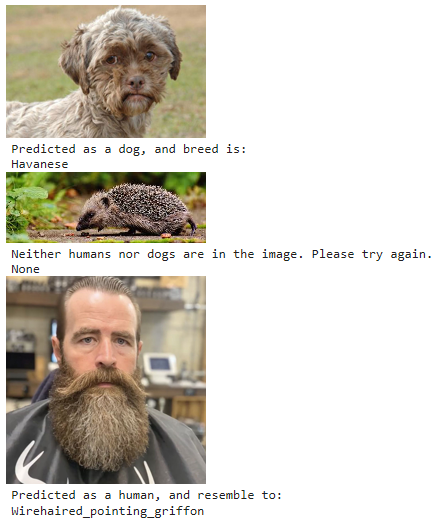 Predicted as a dog, and breed is:
Havanese
Neither humans nor dogs are in the image. Please try again.
None
Predicted as a human, and resemble to:
Wirehaired_pointing_griffon